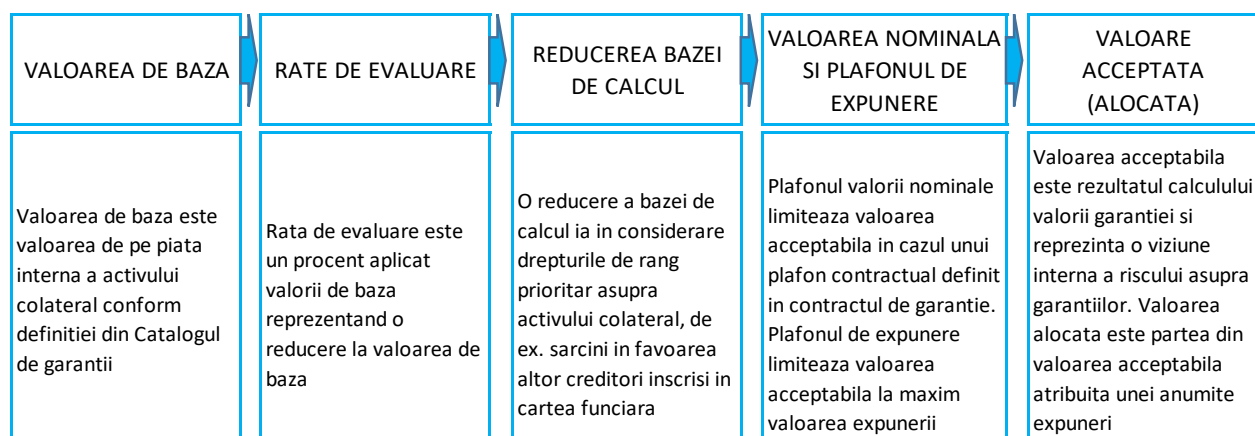 VALOAREA DE BAZA
RATE DE EVALUARE
REDUCEREA BAZEI
DE CALCUL
VALOAREA NOMINALA
SI PLAFONUL DE
EXPUNERE
VALOARE
ACCEPTATA
(ALOCATA)
Valoarea de baza este
valoarea de pe piata
interna a activului
colateral conform
definitiei din Catalogul
de garantii
Rata de evaluare este
un procent aplicat
valorii de baza
reprezentand o
reducere la valoarea de
baza
O reducere a bazei de
calcul ia in considerare
drepturile de rang
prioritar asupra
activului colateral, de
ex. sarcini in favoarea
altor creditori inscrisi in
cartea funciara
Plafonul valorii nominale
limiteaza valoarea
acceptabila in cazul unui
plafon contractual definit
in contractul de garantie.
Plafonul de expunere
limiteaza valoarea
acceptabila la maxim
valoarea expunerii
Valoarea acceptabila
este rezultatul calculului
valorii garantiei si
reprezinta o viziune
interna a riscului asupra
garantiilor. Valoarea
alocata este partea din
valoarea acceptabila
atribuita unei anumite
expuneri